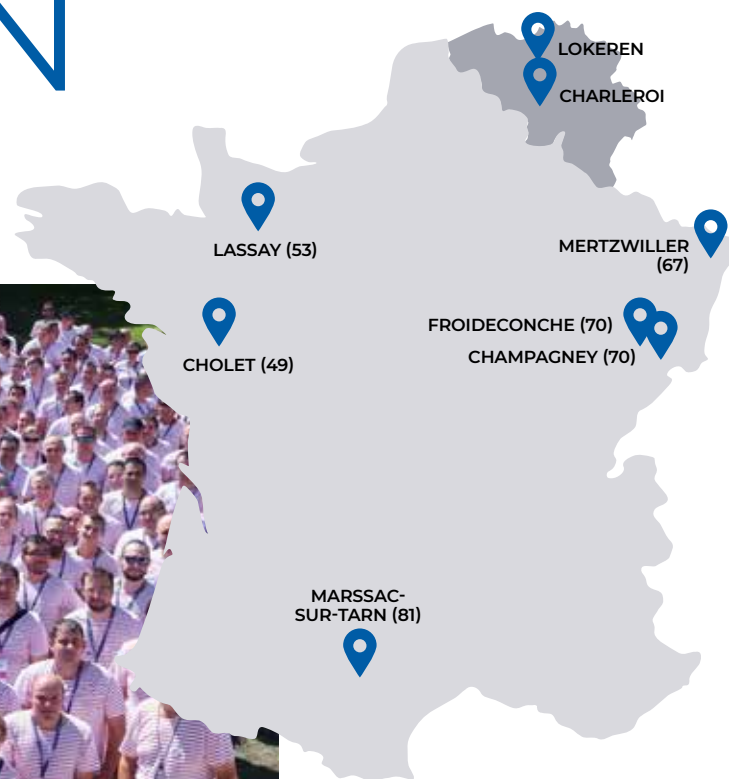 N
LOKEREN
CHARLEROI
LASSAY (53)
MERTZWILLER
(67)
FROIDECONCHE (70)
CHOLET (49)
CHAMPAGNEY (70)
MARSSAC-
SUR-TARN (81)